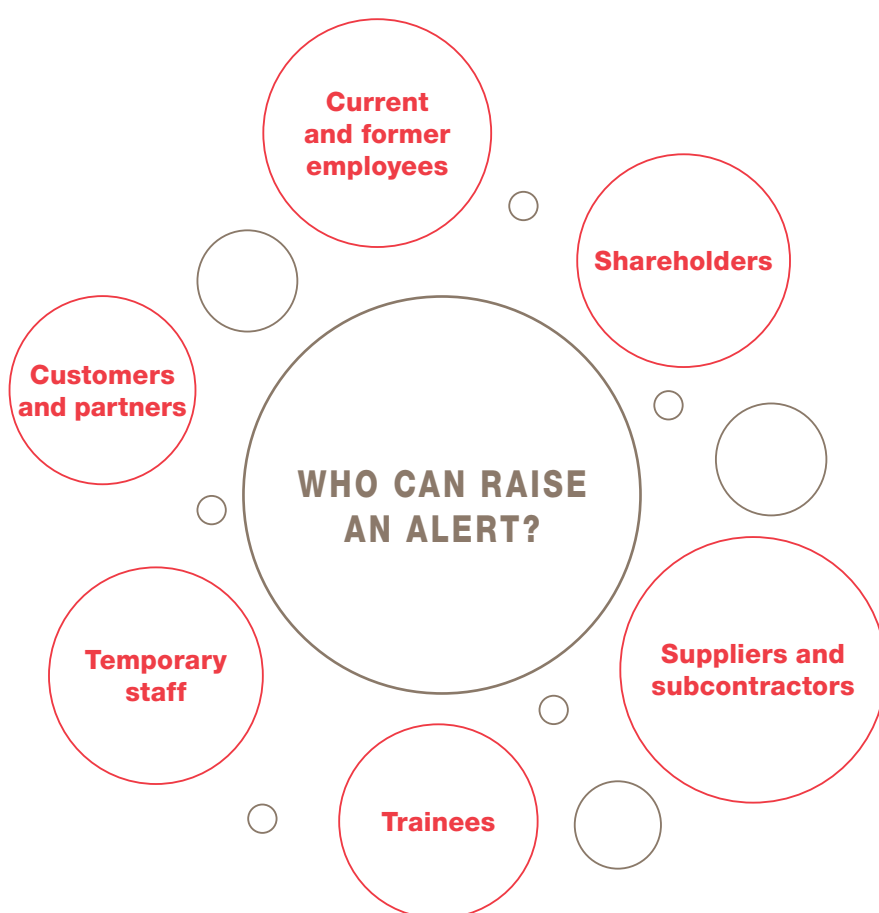 Current
and former
employees
Shareholders
Customers
and partners
WHO CAN RAISE
AN ALERT?
Temporary
staff
Suppliers and
subcontractors
Trainees